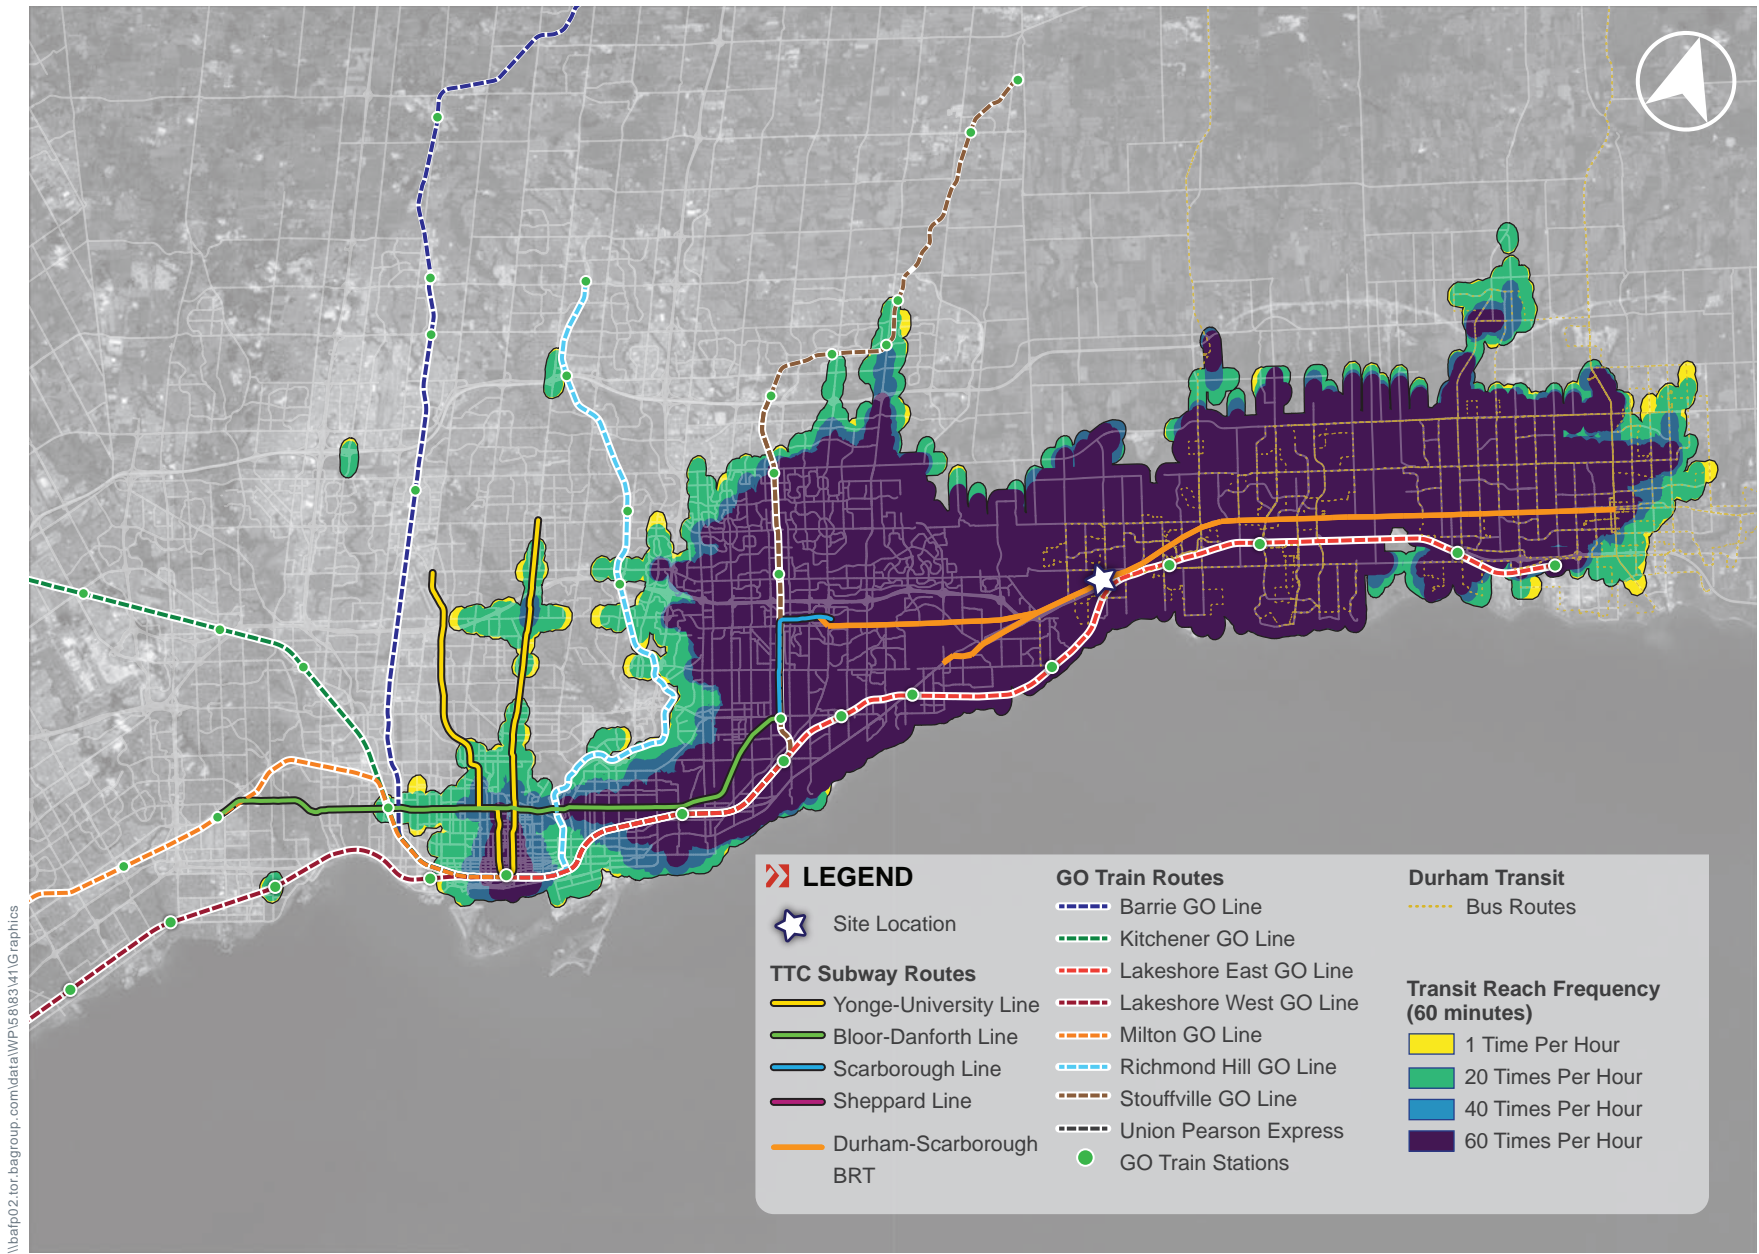 LEGEND
Site Location
TTC Subway Routes
Yonge-University Line
Bloor-Danforth Line
Scarborough Line
Sheppard Line
Durham-Scarborough
BRT
GO Train Routes
Barrie GO Line
Kitchener GO Line
Lakeshore East GO Line
Lakeshore West GO Line
Milton GO Line
Richmond Hill GO Line
Stouffville GO Line
Union Pearson Express
GO Train Stations
Durham Transit
Bus Routes
Transit Reach Frequency
(60 minutes)
1 Time Per Hour
20 Times Per Hour
40 Times Per Hour
60 Times Per Hour
\\bafp02.tor.bagroup.com\data\WP\58\83\41\Graphics